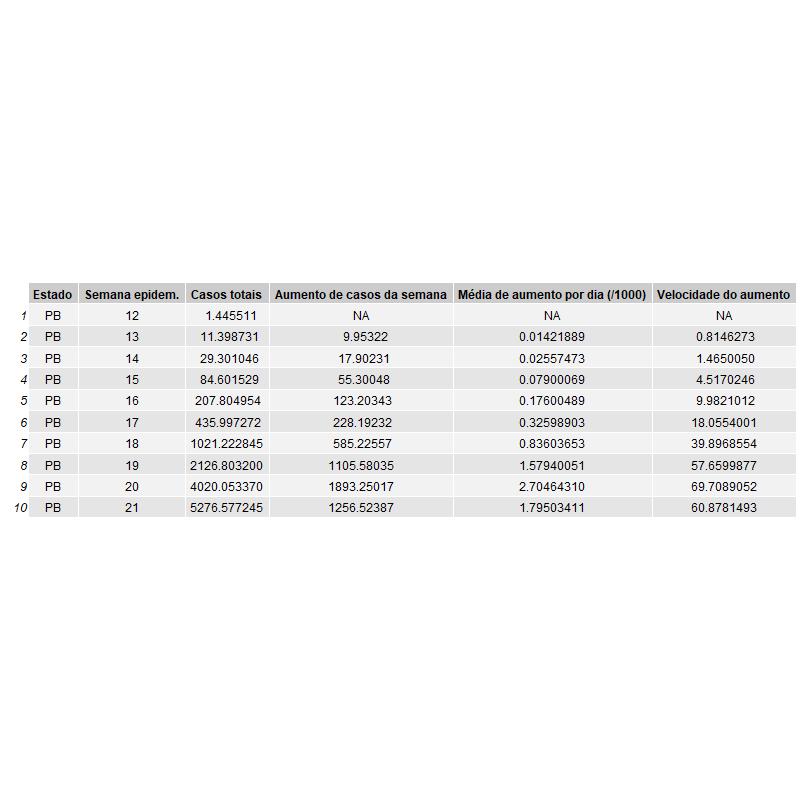 Estado Semana epidem. Casos totais Aumento de casos da semana Média de aumento por dia (/1000) Velocidade do aumento
1 PB 12 1.445511 NA NA NA
2 PB 13 11.398731 9.95322 0.01421889 0.8146273
3 PB 14 29.301046 17.90231 0.02557473 1.4650050
4 PB 15 84.601529 55.30048 0.07900069 4.5170246
5 PB 16 207.804954 123.20343 0.17600489 9.9821012
6 PB 17 435.997272 228.19232 0.32598903 18.0554001
7 PB 18 1021.222845 585.22557 0.83603653 39.8968554
8 PB 19 2126.803200 1105.58035 1.57940051 57.6599877
9 PB 20 4020.053370 1893.25017 2.70464310 69.7089052
10 PB 21 5276.577245 1256.52387 1.79503411 60.8781493